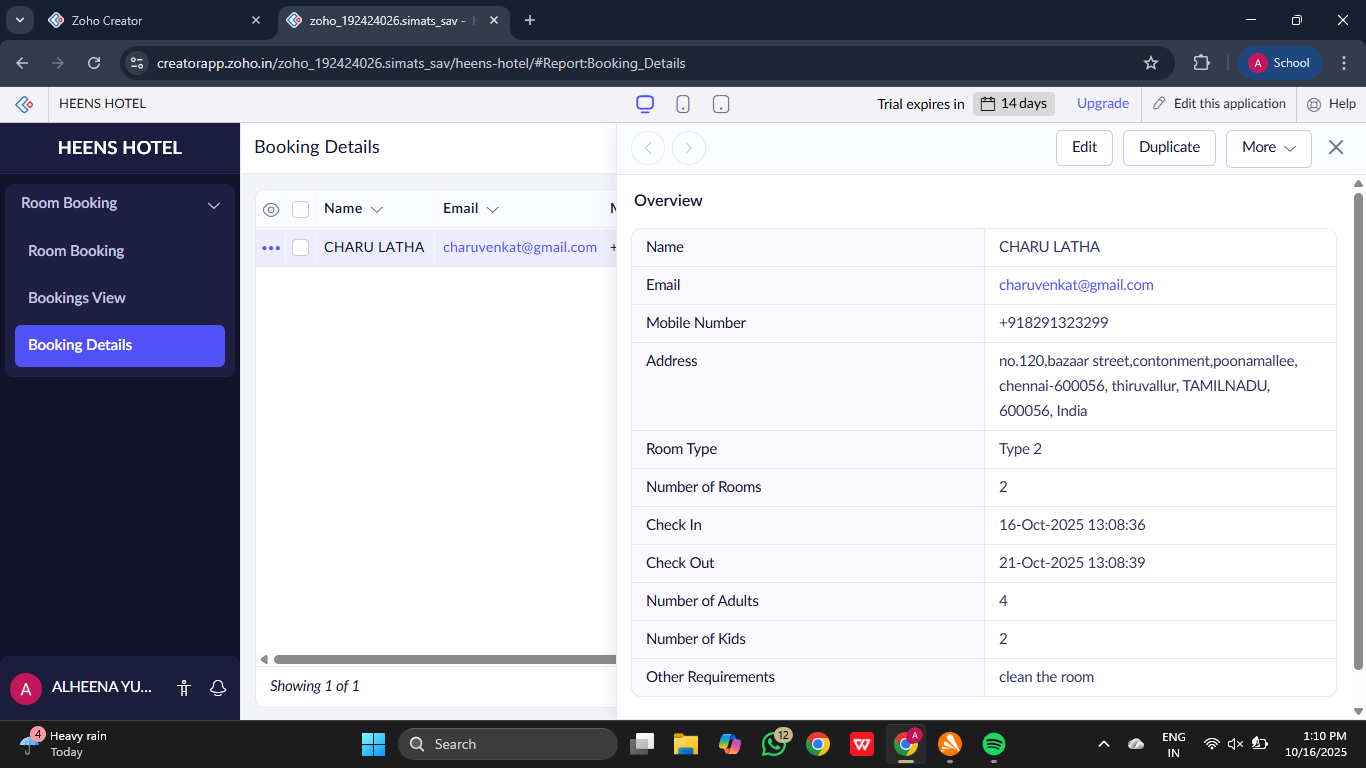 Zoho Creator
zoho_192424026.simats_sav -
creatorapp.zoho.in/zoho_192424026.simats_sav/heens-hotel/#Report:Booking_Details
A School
HEENS HOTEL
Trial expires in 14 days Upgrade Edit this application Help
HEENS HOTEL
Room Booking
Room Booking
Bookings View
Booking Details
A ALHEENA YU...
Booking Details
Name Email
CHARU LATHA charuvenkat@gmail.com +
Showing 1 of 1
Edit Duplicate More
Overview
Name CHARU LATHA
Email charuvenkat@gmail.com
Mobile Number +918291323299
Address no.120,bazaar street,contonment,poonamallee,
chennai-600056, thiruvallur, TAMILNADU,
600056, India
Room Type Type 2
Number of Rooms 2
Check In 16-Oct-2025 13:08:36
Check Out 21-Oct-2025 13:08:39
Number of Adults 4
Number of Kids 2
Other Requirements clean the room
4 Heavy rain
Today
Search
12
A
ENG
IN
1:10 PM
10/16/2025